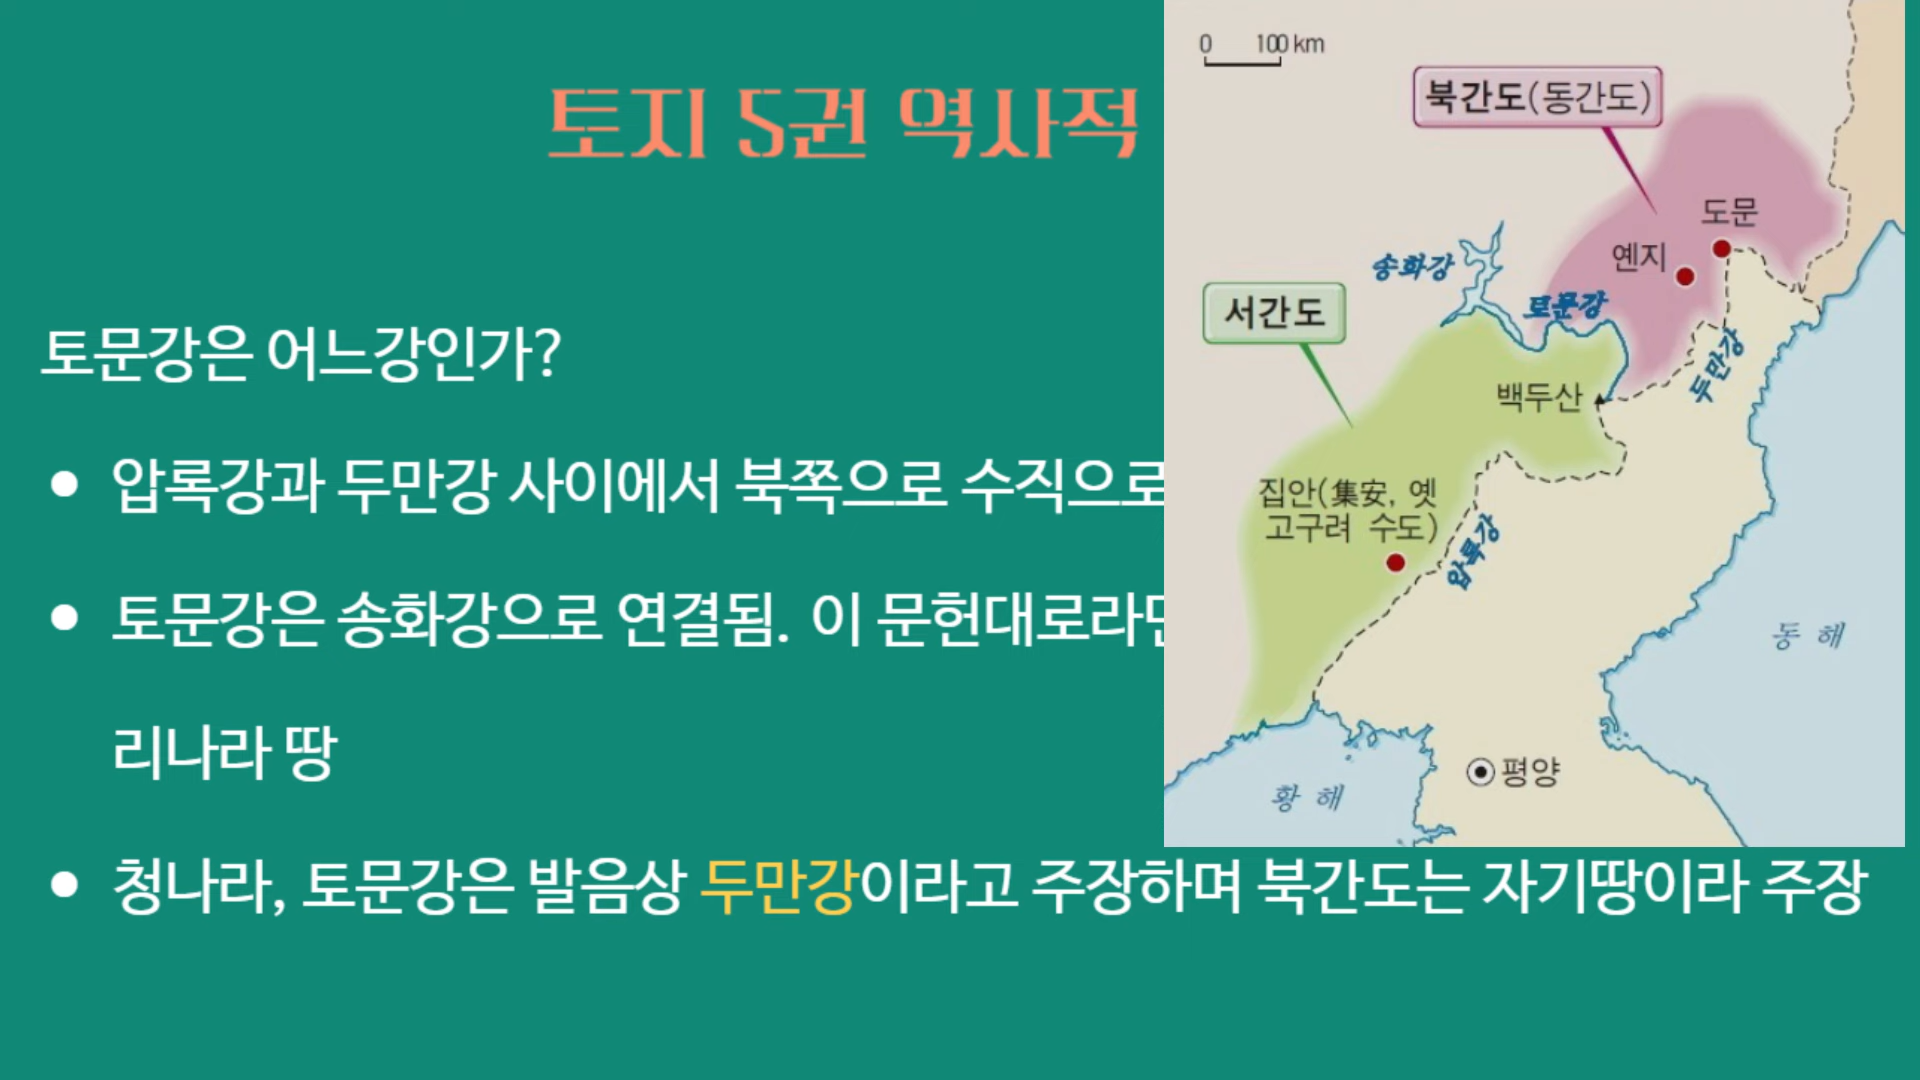 토지 5권 역사적
토문강은 어느강인가?
• 압록강과 두만강 사이에서 북쪽으로 수직으로
• 토문강은 송화강으로 연결됨. 이
문헌대로라면
리나라 땅
• 청나라, 토문강은 발음상 두만강이라고 주장하며 북간도는 자기땅이라 주장
0 100 km
북간도(동간도)
도문
옌지
송화강
토문강
서간도
두만강
백두산
집안(集安, 옛
고구려 수도)
압록강
동 해
평양
황 해